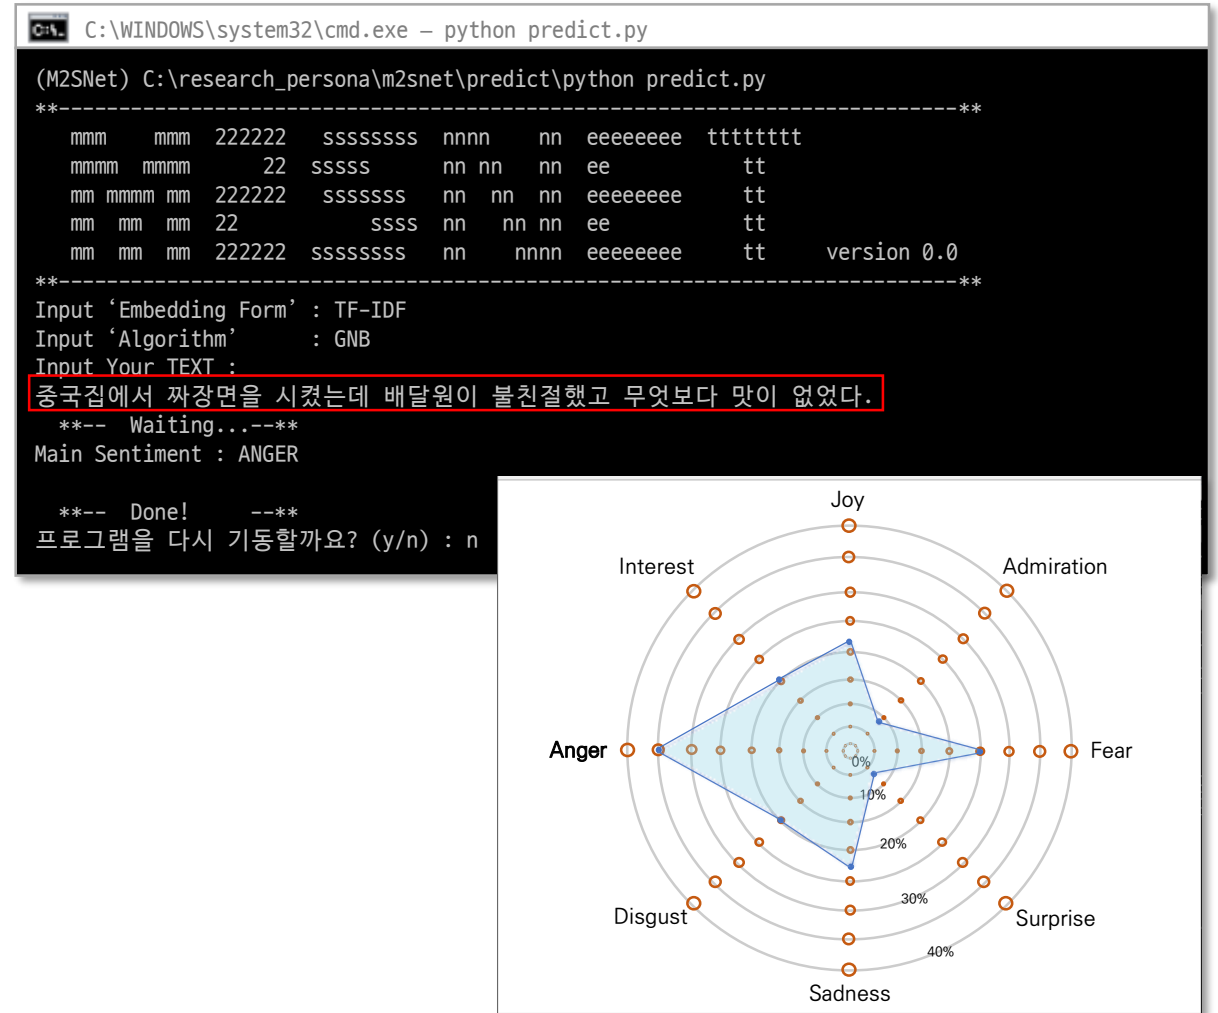 C:\WINDOWS\system32\cmd.exe – python predict.py
(M2SNet) C:\research_persona\m2snet\predict\python predict.py
**---------------------------------------------------------------------------**
mmm    mmm  222222   ssssssss  nnnn    nn  eeeeeeee  tttttttt
mmmm  mmmm      22  sssss      nn nn   nn  ee           tt
mm mmmm mm  222222   sssssss   nn  nn  nn  eeeeeeee     tt
mm  mm  mm  22           ssss  nn   nn nn  ee           tt
mm  mm  mm  222222  ssssssss   nn    nnnn  eeeeeeee     tt     version 0.0
**---------------------------------------------------------------------------**
Input ‘Embedding Form’ : TF-IDF
Input ‘Algorithm’      : GNB
Input Your TEXT :
중국집에서 짜장면을 시켰는데 배달원이 불친절했고 무엇보다 맛이 없었다.
**--  Waiting...--**
Main Sentiment : ANGER
**--  Done!     --**
프로그램을 다시 기동할까요? (y/n) : n
Joy
Interest
Admiration
Anger
Fear
0%
10%
20%
30%
40%
Disgust
Surprise
Sadness